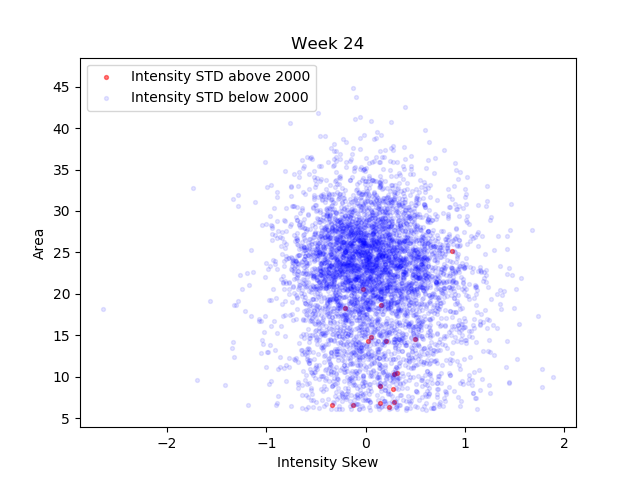 Week 24
Intensity STD above 2000
Intensity STD below 2000
45
40
35
30
25
20
15
10
5
Area
−2 −1 0 1 2
Intensity Skew